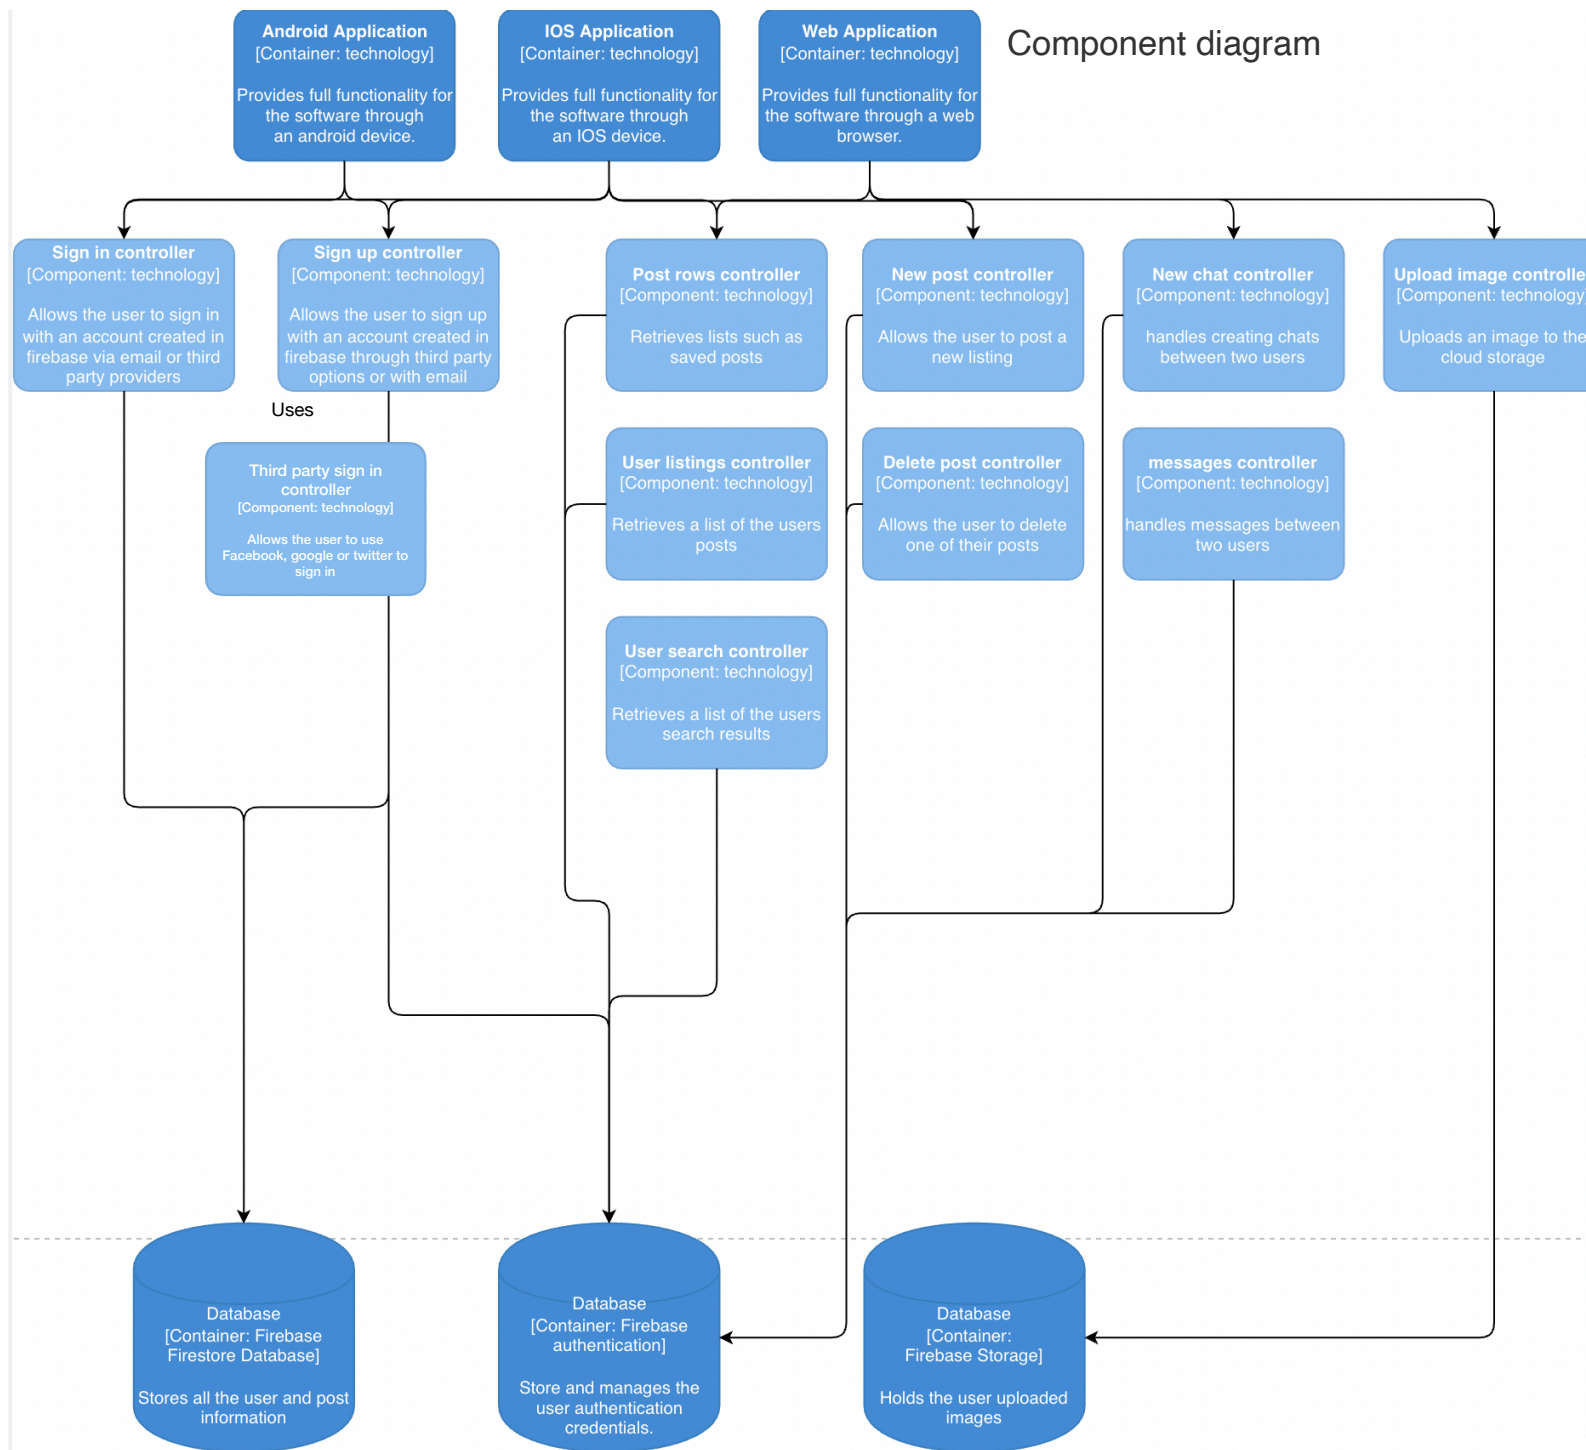 Component diagram
Android Application
[Container: technology]
Provides full functionality for
the software through
an android device.
IOS Application
[Container: technology]
Provides full functionality for
the software through
an IOS device.
Web Application
[Container: technology]
Provides full functionality for
the software through a web
browser.
Sign in controller
[Component: technology]
Allows the user to sign in
with an account created in
firebase via email or third
party providers
Sign up controller
[Component: technology]
Allows the user to sign up
with an account created in
firebase through third party
options or with email
Post rows controller
[Component: technology]
Retrieves lists such as
saved posts
New post controller
[Component: technology]
Allows the user to post a
new listing
New chat controller
[Component: technology]
handles creating chats
between two users
Upload image controlle
[Component: technology]
Uploads an image to the
cloud storage
Uses
Third party sign in
controller
[Component: technology]
Allows the user to use
Facebook, google or twitter to
sign in
User listings controller
[Component: technology]
Retrieves a list of the users
posts
Delete post controller
[Component: technology]
Allows the user to delete
one of their posts
messages controller
[Component: technology]
handles messages between
two users
User search controller
[Component: technology]
Retrieves a list of the users
search results
Database
[Container: Firebase
Firestore Database]
Stores all the user and post
information
Database
[Container: Firebase
authentication]
Store and manages the
user authentication
credentials.
Database
[Container:
Firebase Storage]
Holds the user uploaded
images